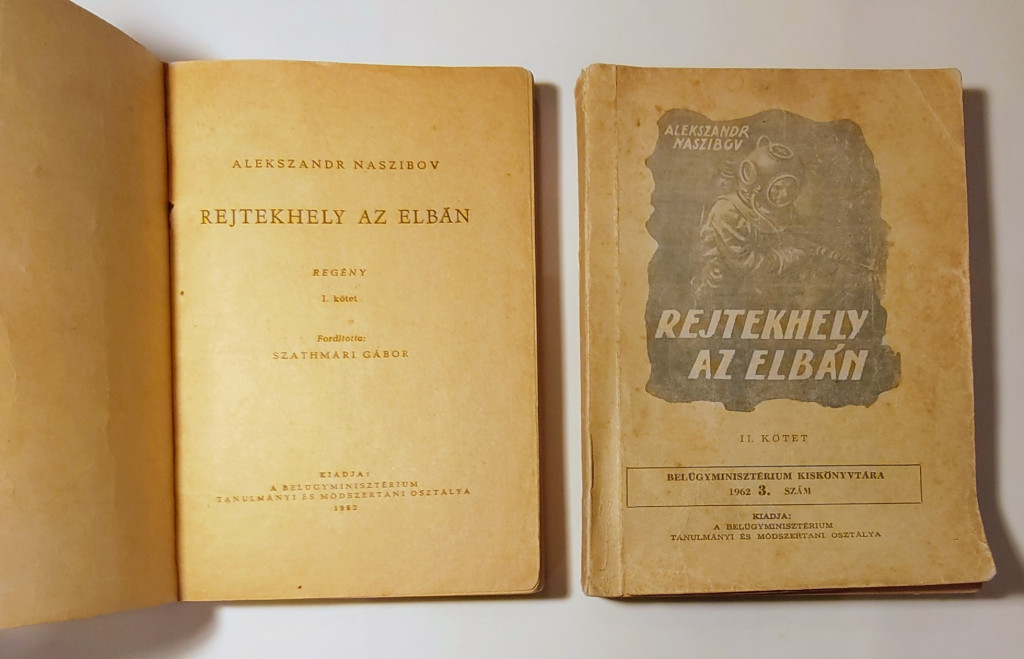 ALEKSZANDR NASZIBOV
REJTEKHELY AZ ELBÁN
REGÉNY
I. kötet
Fordította:
SZATHMÁRI GÁBOR
KIADJA:
A BELÜGYMINISZTÉRIUM
TANULMÁNYI ÉS MÓDSZERTANI OSZTÁLYA
1962
ALEKSZANDR
NASZIBOV
REJTEKHELY
AZ ELBÁN
II. KÖTET
BELÜGYMINISZTÉRIUM KISKÖNYVTÁRA
1962 3. SZÁM
KIADJA:
A BELÜGYMINISZTÉRIUM
TANULMÁNYI ÉS MÓDSZERTANI OSZTÁLYA